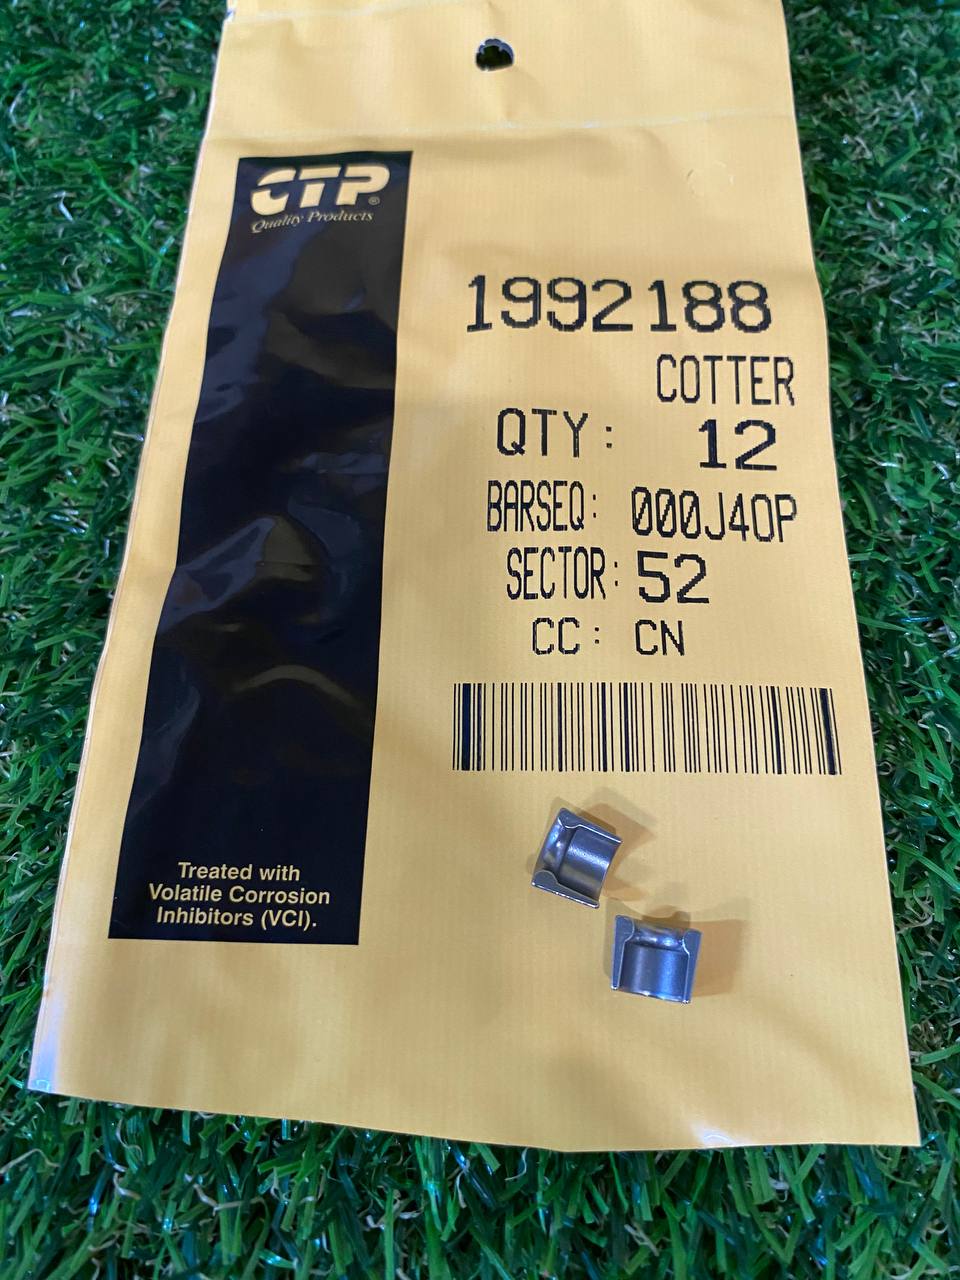 CTP®
Quality Products
1992188
COTTER
QTY: 12
BARSEQ: 000J40P
SECTOR: 52
CC: CN
Treated with
Volatile Corrosion
Inhibitors (VCI).